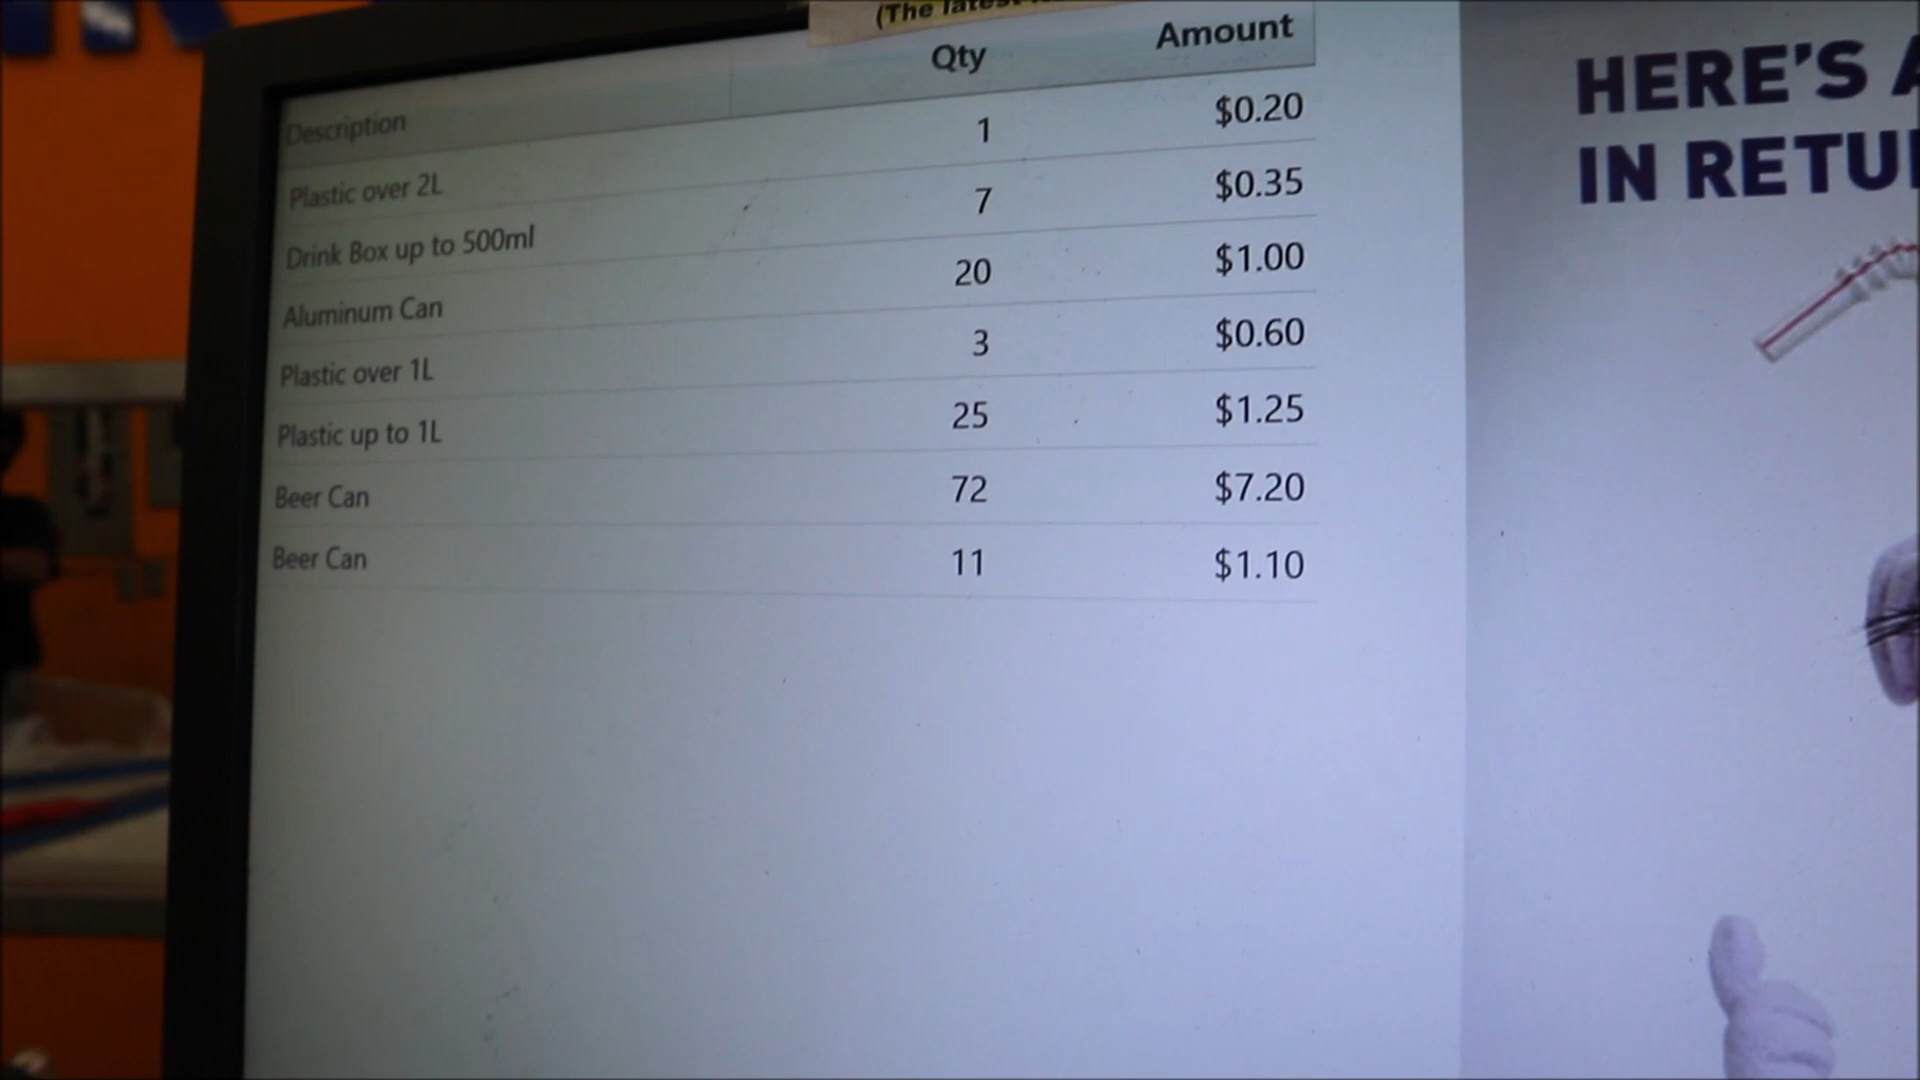 (The latest
Description Qty Amount
Plastic over 2L 1 $0.20
Drink Box up to 500ml 7 $0.35
Aluminum Can 20 $1.00
Plastic over 1L 3 $0.60
Plastic up to 1L 25 $1.25
Beer Can 72 $7.20
Beer Can 11 $1.10
HERE'S A
IN RETU